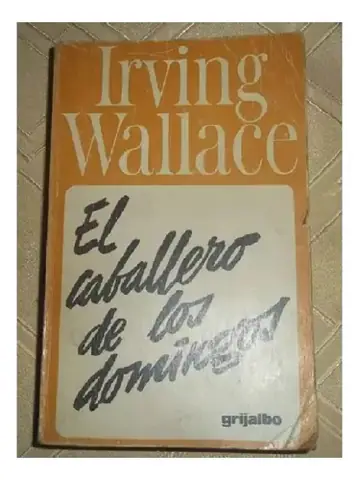 Irving
Wallace
El
caballero
de los
domingos
grijalbo